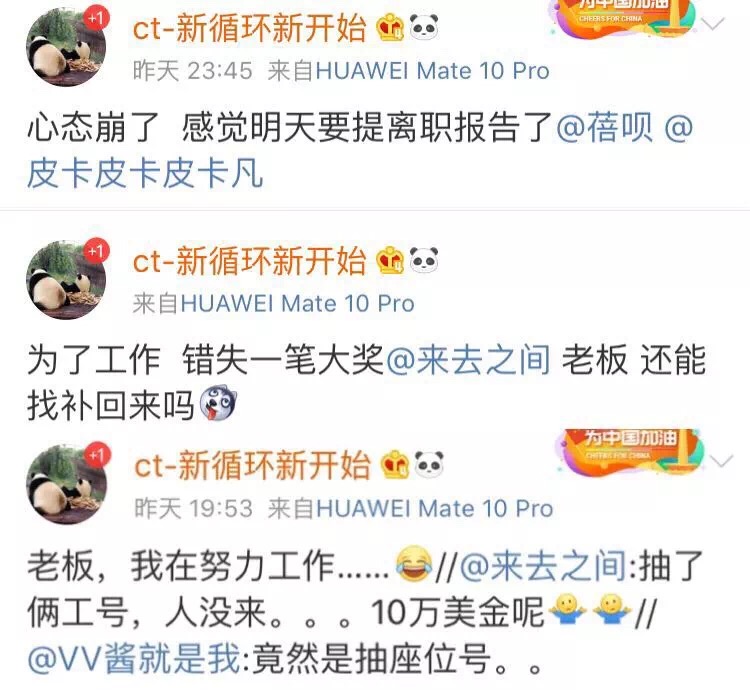 +1
ct-新循环新开始
为中国加油
CHEERS FOR CHINA
昨天 23:45 来自HUAWEI Mate 10 Pro
心态崩了 感觉明天要提离职报告了@蓓呗 @
皮卡皮卡皮卡凡
+1
ct-新循环新开始
来自HUAWEI Mate 10 Pro
为了工作 错失一笔大奖@来去之间 老板 还能
找补回来吗
+1
ct-新循环新开始
为中国加油
CHEERS FOR CHINA
昨天 19:53 来自HUAWEI Mate 10 Pro
老板，我在努力工作......//@来去之间:抽了
俩工号，人没来。。。10万美金呢//
@VV酱就是我:竟然是抽座位号。。